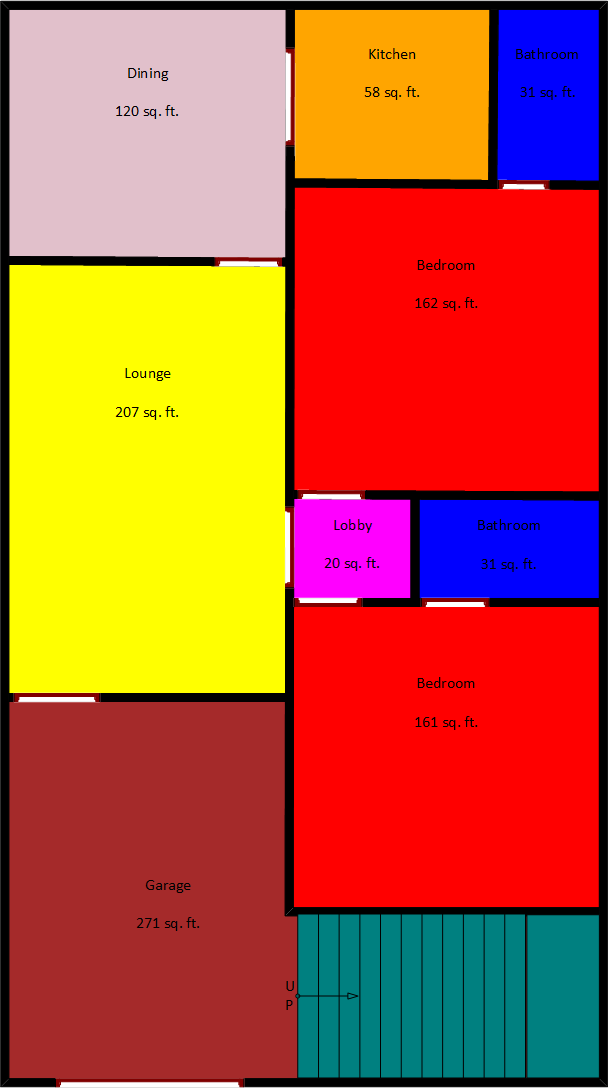 Dining
120 sq. ft.
Kitchen
58 sq. ft.
Bathroom
31 sq. ft.
Bedroom
162 sq. ft.
Lounge
207 sq. ft.
Lobby
20 sq. ft.
Bathroom
31 sq. ft.
Bedroom
161 sq. ft.
Garage
271 sq. ft.
U
P